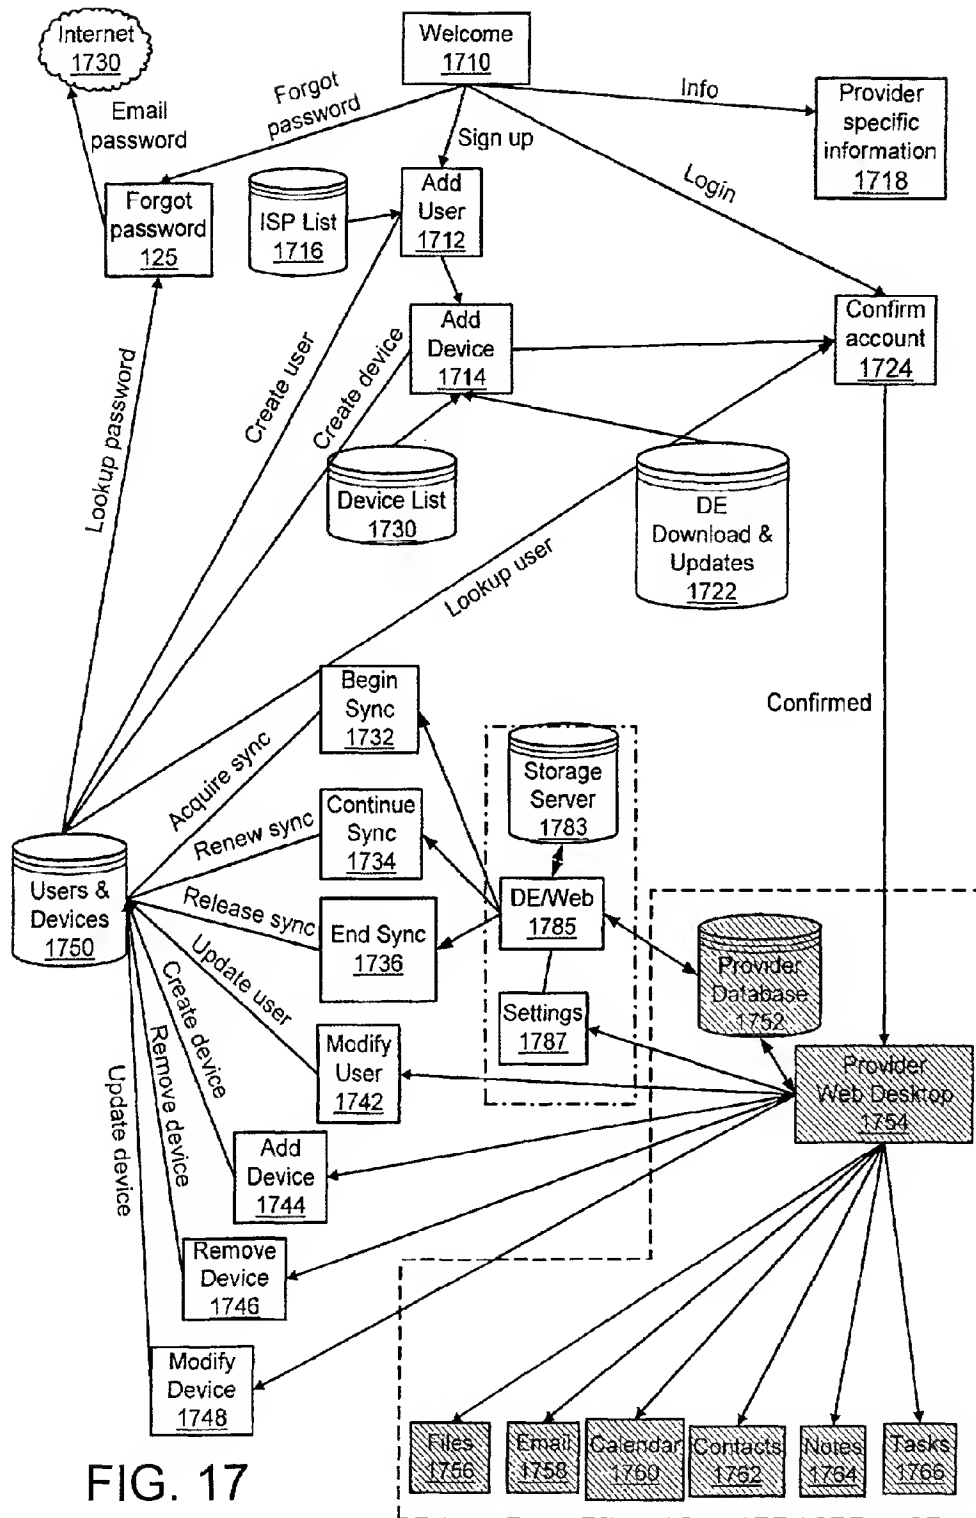 Internet
1730
Welcome
1710
Forgot
password
Info
Provider
specific
information
1718
Email
password
Sign up
Login
Forgot
password
125
ISP List
1716
Add
User
1712
Confirm
account
1724
Add
Device
1714
Create user
Create device
Lookup password
Device List
1730
DE
Download &
Updates
1722
Lookup user
Begin
Sync
1732
Confirmed
Acquire sync
Storage
Server
1783
Continue
Sync
1734
Renew sync
Users &
Devices
1750
Release sync
End Sync
1736
DE/Web
1785
Provider
Database
1752
Update user
Settings
1787
Create device
Remove device
Update device
Modify
User
1742
Provider
Web Desktop
1754
Add
Device
1744
Remove
Device
1746
Modify
Device
1748
Files
1756
Email
1758
Calendar
1760
Contacts
1762
Notes
1764
Tasks
1766
FIG. 17